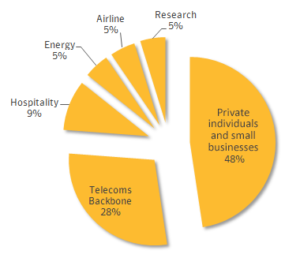 Research
5%
Airline
5%
Energy
5%
Hospitality
9%
Private
individuals
and small
businesses
48%
Telecoms
Backbone
28%